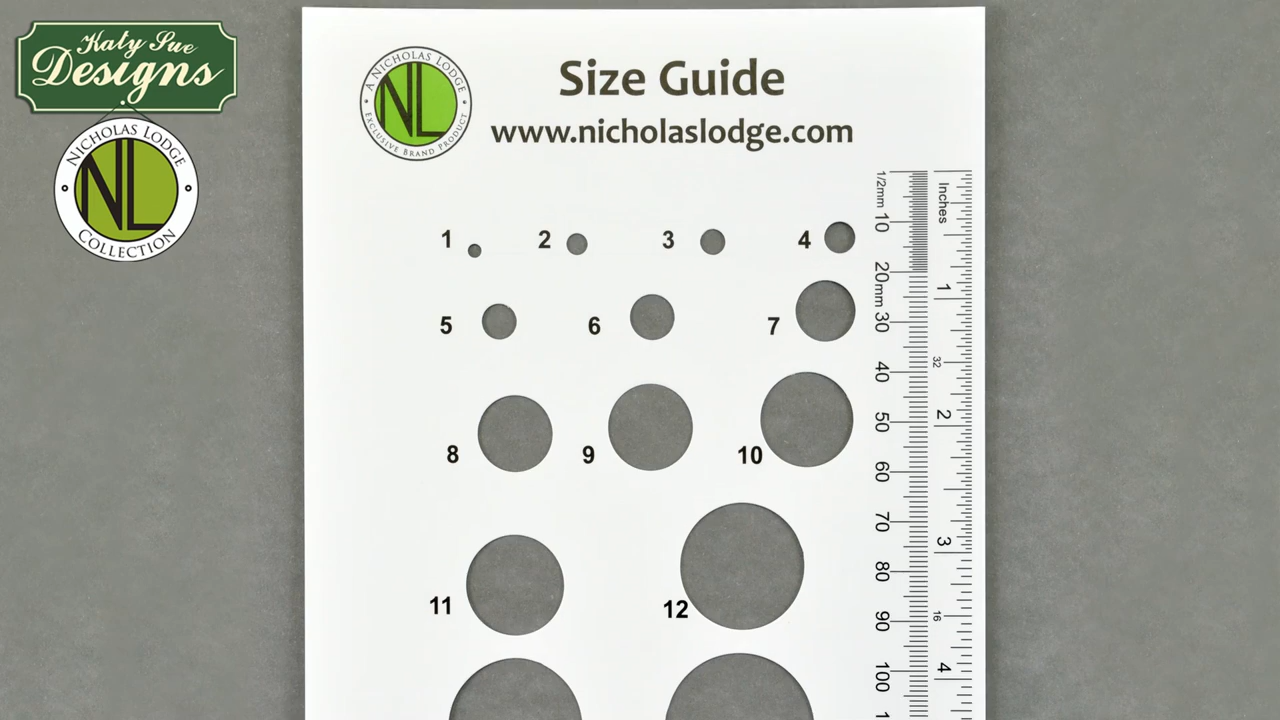 Katy Sue
Designs
NICHOLAS LODGE
NL
COLLECTION
A NICHOLAS LODGE
NL
EXCLUSIVE BRAND PRODUCT
Size Guide
www.nicholaslodge.com
1 2 3 4
5 6 7
8 9 10
11 12
1/2mm 10 20mm 30 40 50 60 70 80 90 100
Inches 1 32 2 3 16 4